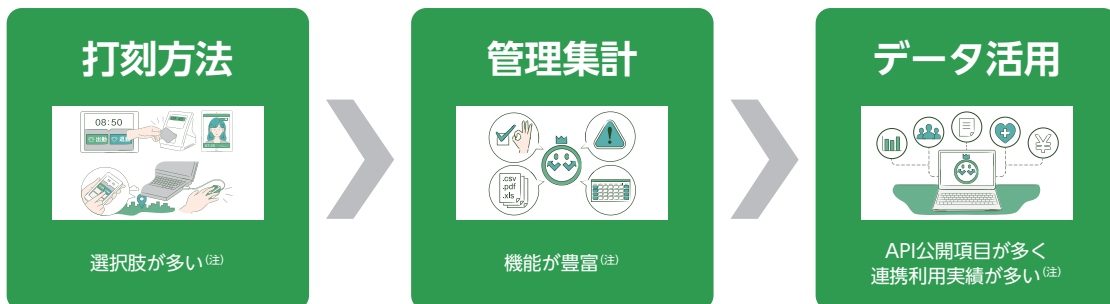 打刻方法
08:50
出勤
選択肢が多い(注)
管理集計
.csv
.pdf
.xls
機能が豊富(注)
データ活用
¥
API公開項目が多く
連携利用実績が多い(注)